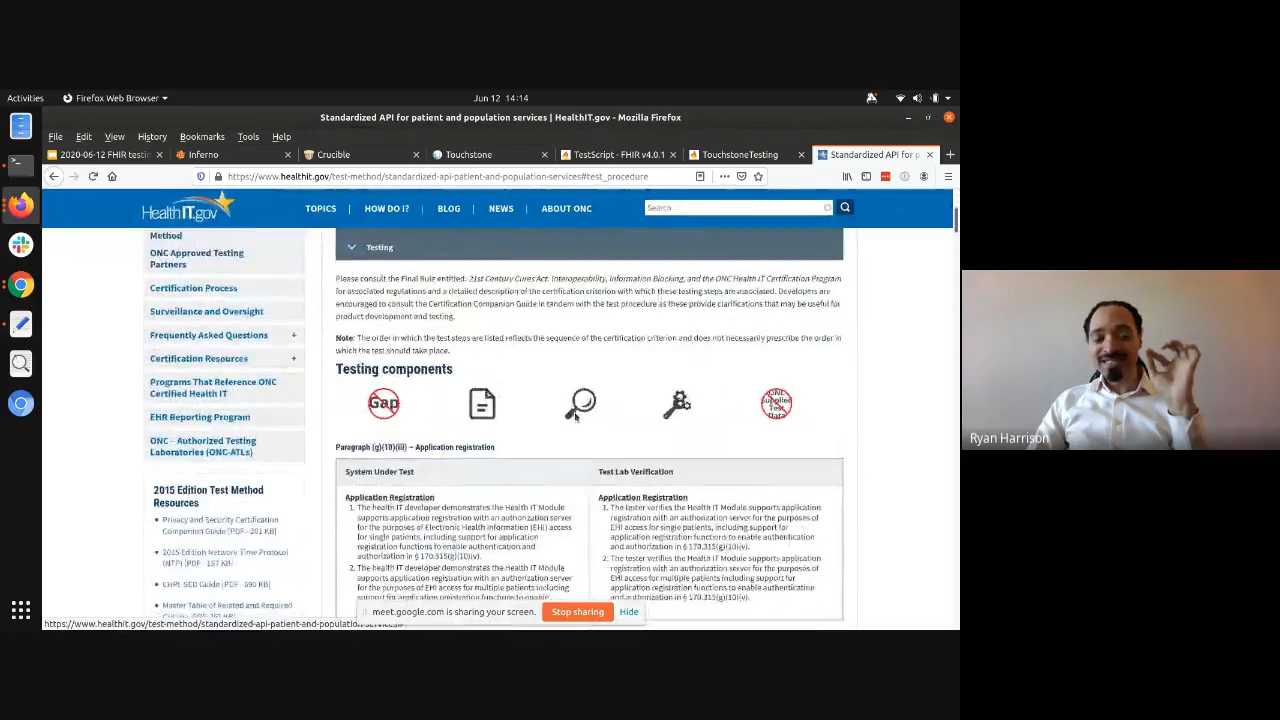 Activities
Firefox Web Browser
Jun 12 14:14
Standardized API for patient and population services | HealthIT.gov - Mozilla Firefox
File Edit View History Bookmarks Tools Help
2020-06-12 FHIR testin
Inferno
Crucible
Touchstone
TestScript - FHIR v4.0.1
TouchstoneTesting
Standardized API for p
https://www.healthit.gov/test-method/standardized-api-patient-and-population-services#test_procedure
HealthIT.gov
TOPICS | HOW DO I? | BLOG | NEWS | ABOUT ONC
Search
Method
ONC Approved Testing
Partners
Certification Process
Surveillance and Oversight
Frequently Asked Questions +
Certification Resources +
Programs That Reference ONC
Certified Health IT
EHR Reporting Program
ONC – Authorized Testing
Laboratories (ONC-ATLs)
2015 Edition Test Method
Resources
Privacy and Security Certification
Companion Guide [PDF - 281 KB]
2015 Edition Network Time Protocol
(NTP) [PDF - 157 KB]
CHPL SED Guide [PDF - 690 KB]
Master Table of Related and Required
Testing
Please consult the Final Rule entitled: 21st Century Cures Act: Interoperability, Information Blocking, and the ONC Health IT Certification Program
for associated regulations and a detailed description of the certification criterion with which these testing steps are associated. Developers are
encouraged to consult the Certification Companion Guide in tandem with the test procedure as these provide clarifications that may be useful for
product development and testing.
Note: The order in which the test steps are listed reflects the sequence of the certification criterion and does not necessarily prescribe the order in
which the test should take place.
Testing components
Gap
ONC
Supplied
Test
Data
Paragraph (g)(10)(iii) – Application registration
System Under Test
Application Registration
1. The health IT developer demonstrates the Health IT Module
supports application registration with an authorization server
for the purposes of Electronic Health Information (EHI) access
for single patients, including support for application
registration functions to enable authentication and
authorization in § 170.315(g)(10)(v).
2. The health IT developer demonstrates the Health IT Module
supports application registration with an authorization server
for the purposes of EHI access for multiple patients including
support for application registration functions to enable
Test Lab Verification
Application Registration
1. The tester verifies the Health IT Module supports application
registration with an authorization server for the purposes of
EHI access for single patients, including support for
application registration functions to enable authentication
and authorization in § 170.315(g)(10)(v).
2. The tester verifies the Health IT Module supports application
registration with an authorization server for the purposes of
EHI access for multiple patients including support for
application registration functions to enable authentication
and authorization in § 170.315(g)(10)(v).
meet.google.com is sharing your screen.
Stop sharing
Hide
https://www.healthit.gov/test-method/standardized-api-patient-and-population-services#
Ryan Harrison